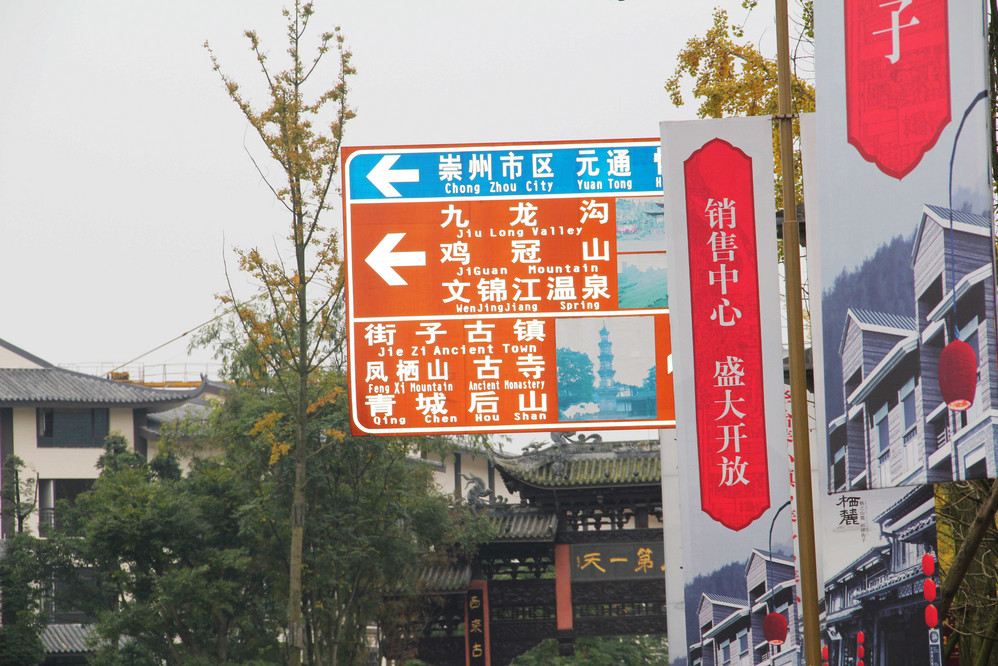 崇州市区 元通
Chong Zhou City Yuan Tong
九龙沟
Jiu Long Valley
鸡冠山
JiGuan Mountain
文锦江温泉
WenJingJiang Spring
街子古镇
Jie Zi Ancient Town
凤栖山 古寺
Feng Xi Mountain Ancient Monastery
青城后山
Qing Chen Hou Shan
销售中心 盛大开放
子
栖麓
天一第